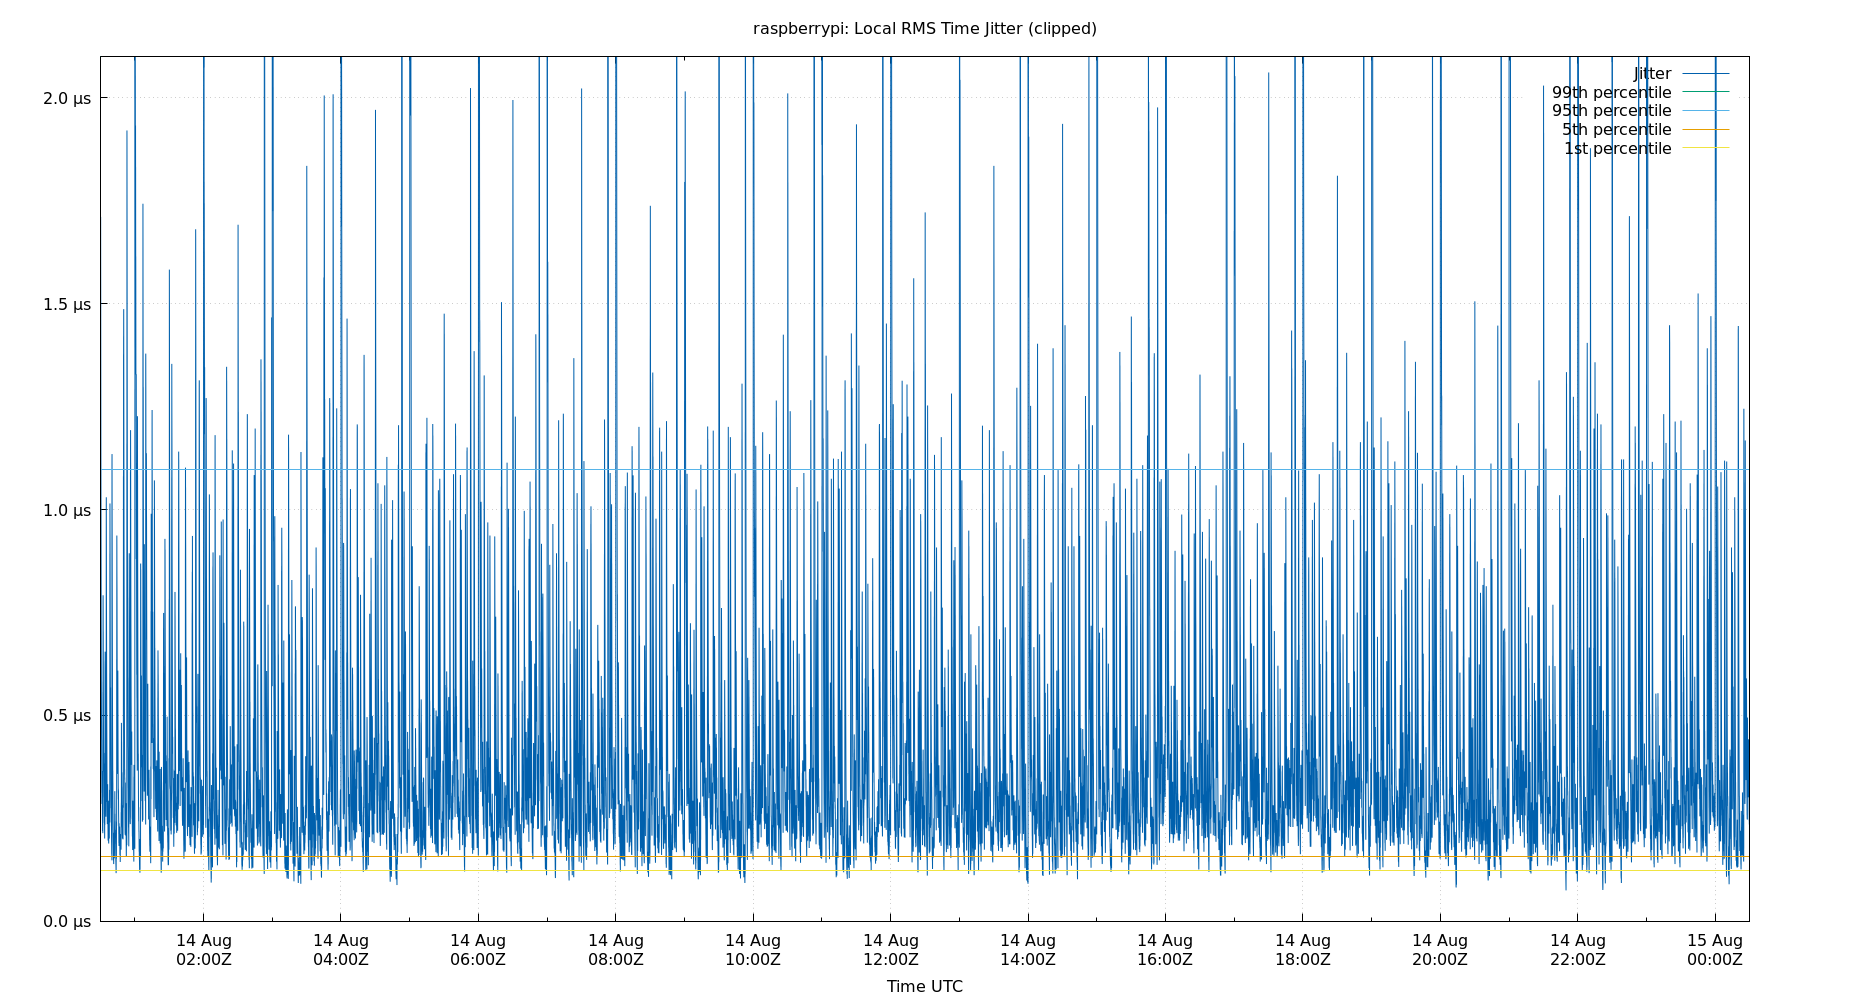 raspberrypi: Local RMS Time Jitter (clipped)
Jitter
99th percentile
95th percentile
5th percentile
1st percentile
2.0 µs
1.5 µs
1.0 µs
0.5 µs
0.0 µs
14 Aug 14 Aug 14 Aug 14 Aug 14 Aug 14 Aug 14 Aug 14 Aug 14 Aug 14 Aug 14 Aug 15 Aug
02:00Z 04:00Z 06:00Z 08:00Z 10:00Z 12:00Z 14:00Z 16:00Z 18:00Z 20:00Z 22:00Z 00:00Z
Time UTC